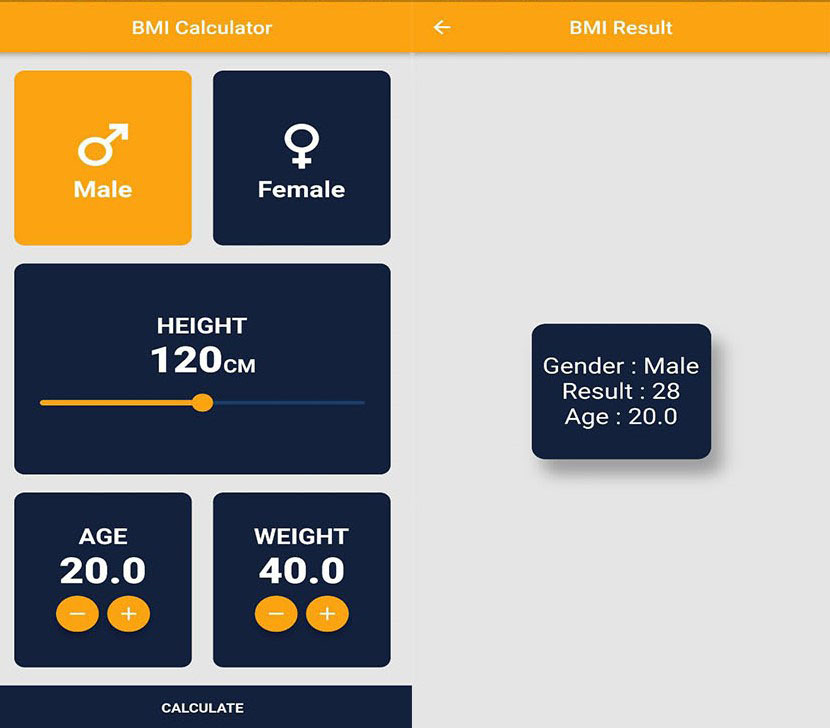 BMI Calculator
Male
Female
HEIGHT
120CM
AGE
20.0
WEIGHT
40.0
CALCULATE
BMI Result
Gender : Male
Result : 28
Age : 20.0